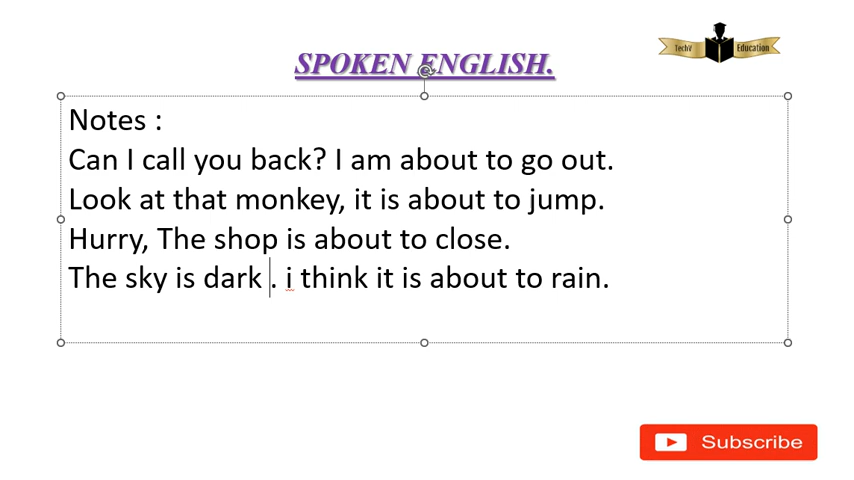 TechV Education
SPOKEN ENGLISH.
Notes :
Can I call you back? I am about to go out.
Look at that monkey, it is about to jump.
Hurry, The shop is about to close.
The sky is dark . i think it is about to rain.
Subscribe